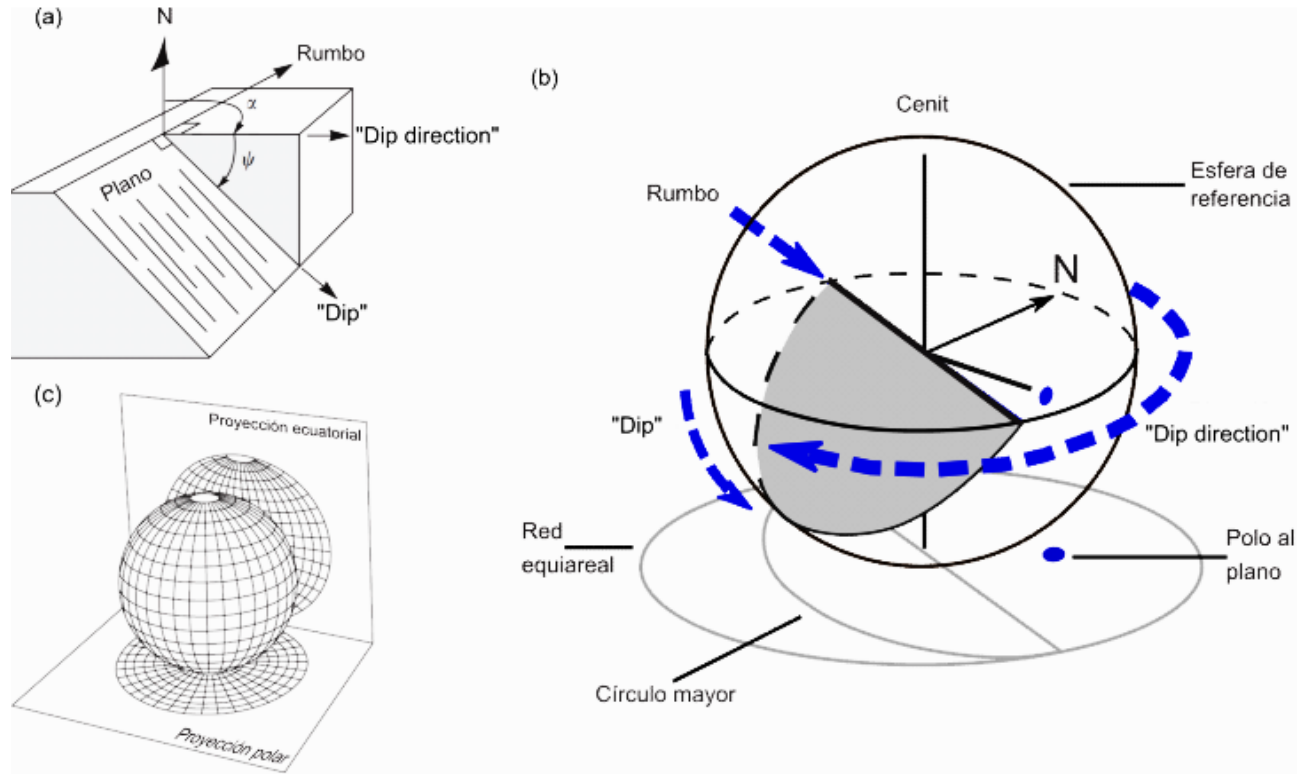 (a)
N
Rumbo
α
"Dip direction"
ψ
Plano
"Dip"
(b)
Cenit
Esfera de
referencia
Rumbo
N
"Dip"
"Dip direction"
Red
equiareal
Polo al
plano
Círculo mayor
(c)
Proyección ecuatorial
Proyección polar